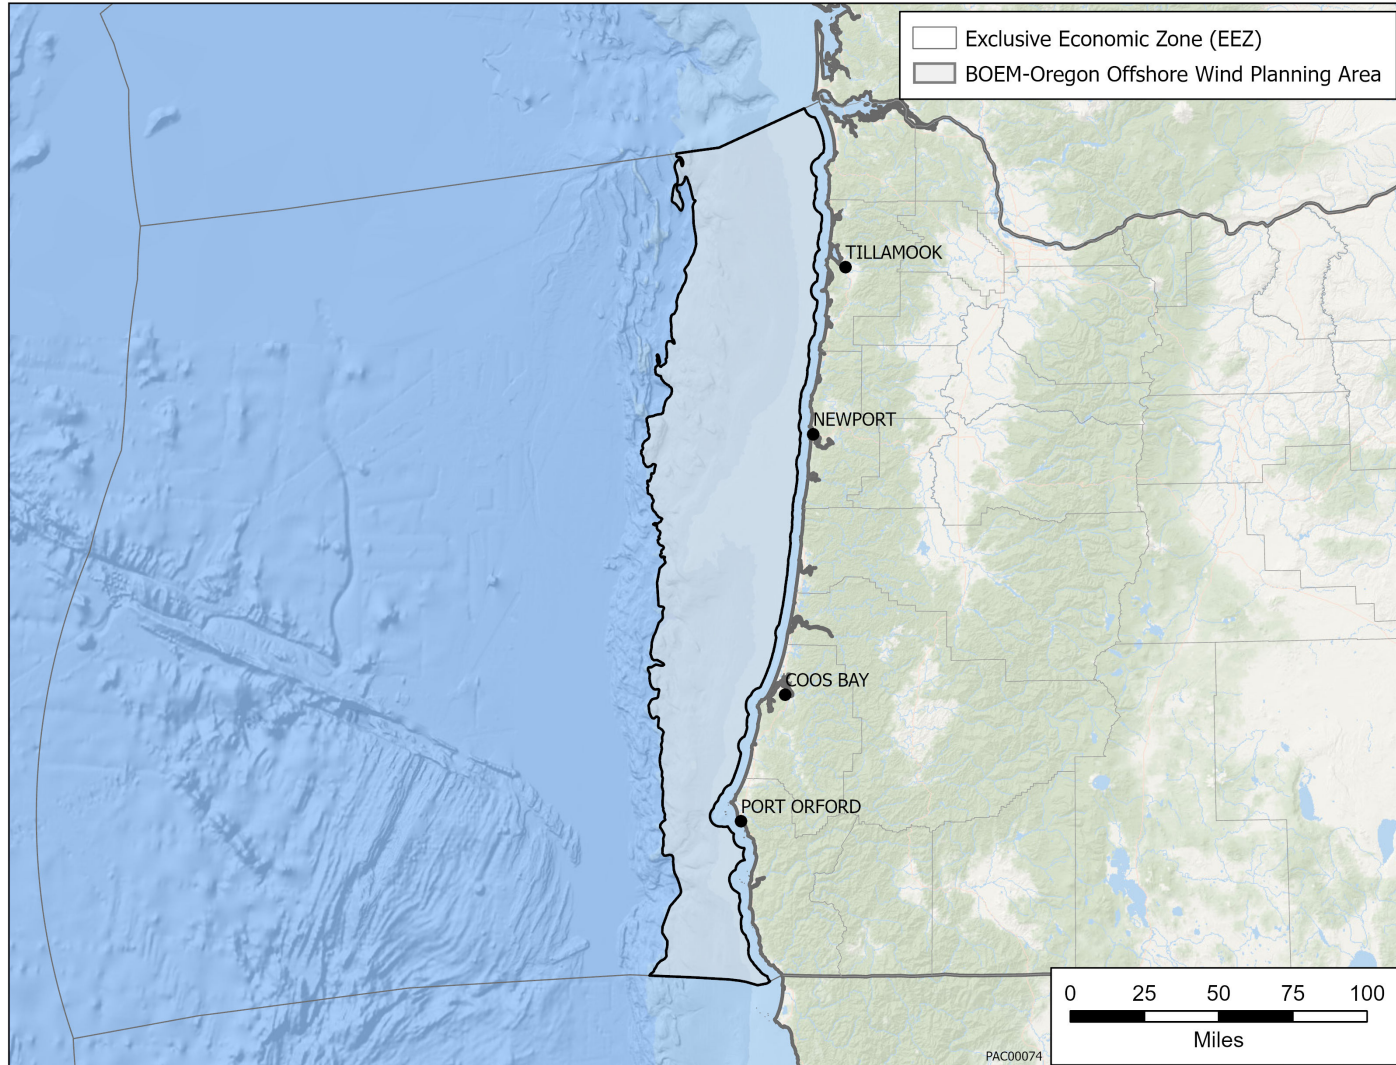 Exclusive Economic Zone (EEZ)
BOEM-Oregon Offshore Wind Planning Area
TILLAMOOK
NEWPORT
COOS BAY
PORT ORFORD
0 25 50 75 100
Miles
PAC00074